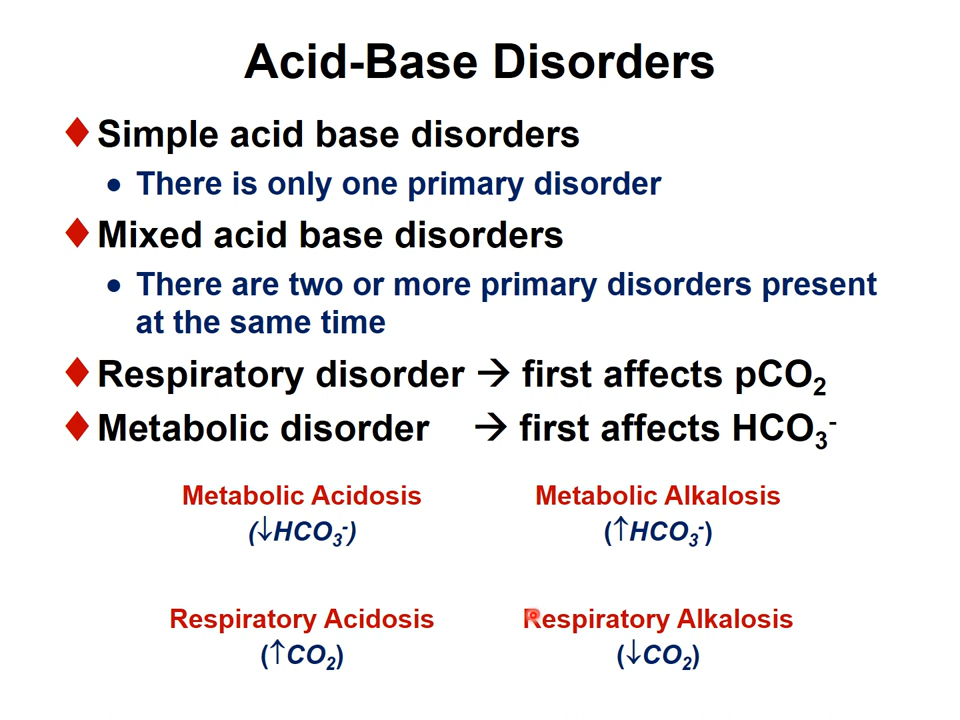 Acid-Base Disorders
♦ Simple acid base disorders
• There is only one primary disorder
♦ Mixed acid base disorders
• There are two or more primary disorders present
at the same time
♦ Respiratory disorder → first affects pCO₂
♦ Metabolic disorder → first affects HCO₃⁻
Metabolic Acidosis Metabolic Alkalosis
(↓HCO₃⁻) (↑HCO₃⁻)
Respiratory Acidosis Respiratory Alkalosis
(↑CO₂) (↓CO₂)